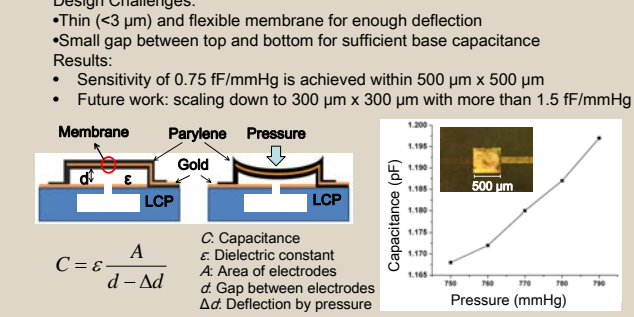 Design Challenges:
•Thin (<3 µm) and flexible membrane for enough deflection
•Small gap between top and bottom for sufficient base capacitance
Results:
• Sensitivity of 0.75 fF/mmHg is achieved within 500 µm x 500 µm
• Future work: scaling down to 300 µm x 300 µm with more than 1.5 fF/mmHg
Membrane Parylene Pressure
Gold
d ε
LCP LCP
C = ε A / (d − Δd)
C: Capacitance
ε: Dielectric constant
A: Area of electrodes
d: Gap between electrodes
Δd: Deflection by pressure
Capacitance (pF)
1.200
1.195
1.190
1.185
1.180
1.175
1.170
1.165
500 µm
750 760 770 780 790
Pressure (mmHg)